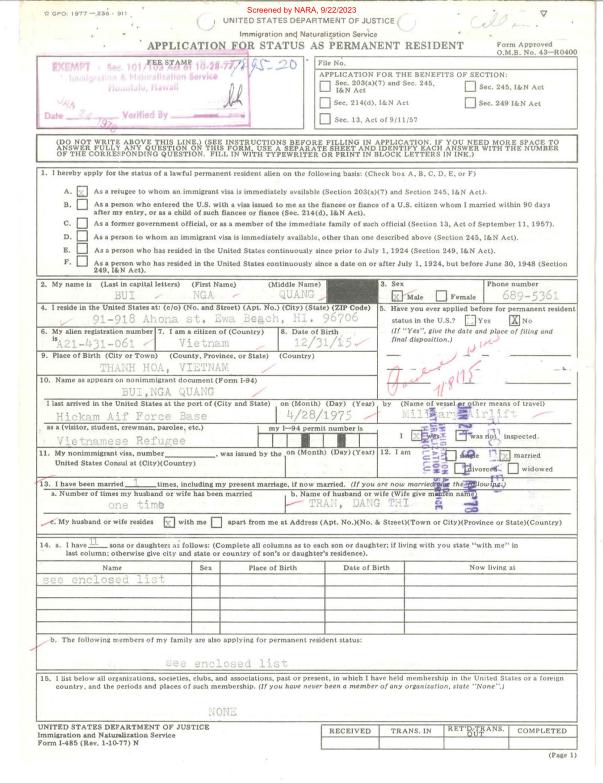 Screened by NARA, 9/22/2023
☆ GPO: 1977 —236 - 911
UNITED STATES DEPARTMENT OF JUSTICE
Immigration and Naturalization Service
APPLICATION FOR STATUS AS PERMANENT RESIDENT
Form Approved
O.M.B. No. 43—R0400
FEE STAMP
EXEMPT - Sec. 101/103 Act of 10-28-77
Immigration & Naturalization Service
Honolulu, Hawaii
Date
Verified By
File No.
APPLICATION FOR THE BENEFITS OF SECTION:
Sec. 203(a)(7) and Sec. 245, I&N Act
Sec. 245, I&N Act
Sec. 214(d), I&N Act
Sec. 249 I&N Act
Sec. 13, Act of 9/11/57
(DO NOT WRITE ABOVE THIS LINE.) (SEE INSTRUCTIONS BEFORE FILLING IN APPLICATION. IF YOU NEED MORE SPACE TO
ANSWER FULLY ANY QUESTION ON THIS FORM, USE A SEPARATE SHEET AND IDENTIFY EACH ANSWER WITH THE NUMBER
OF THE CORRESPONDING QUESTION. FILL IN WITH TYPEWRITER OR PRINT IN BLOCK LETTERS IN INK.)
1. I hereby apply for the status of a lawful permanent resident alien on the following basis: (Check box A, B, C, D, E, or F)
A. x As a refugee to whom an immigrant visa is immediately available (Section 203(a)(7) and Section 245, I&N Act).
B. As a person who entered the U.S. with a visa issued to me as the fiancee or fiance of a U.S. citizen whom I married within 90 days
after my entry, or as a child of such fiancee or fiance (Sec. 214(d), I&N Act).
C. As a former government official, or as a member of the immediate family of such official (Section 13, Act of September 11, 1957).
D. As a person to whom an immigrant visa is immediately available, other than one described above (Section 245, I&N Act).
E. As a person who has resided in the United States continuously since prior to July 1, 1924 (Section 249, I&N Act).
F. As a person who has resided in the United States continuously since a date on or after July 1, 1924, but before June 30, 1948 (Section
249, I&N Act).
2. My name is (Last in capital letters) (First Name) (Middle Name)
BUI NGA QUANG
3. Sex
x Male Female
Phone number
689-5361
4. I reside in the United States at: (c/o) (No. and Street) (Apt. No.) (City) (State) (ZIP Code)
91-918 Ahona st. Ewa Beach, HI. 96706
5. Have you ever applied for permanent resident
status in the U.S.? Yes X No
(If "Yes", give the date and place of filing and
final disposition.)
6. My alien registration number
is A21-431-061
7. I am a citizen of (Country)
Vietnam
8. Date of Birth
12/31/15
9. Place of Birth (City or Town) (County, Province, or State) (Country)
THANH HOA, VIETNAM
10. Name as appears on nonimmigrant document (Form I-94)
BUI,NGA QUANG
I last arrived in the United States at the port of (City and State)
Hickam Aif Force Base
on (Month) (Day) (Year)
4/28/1975
by (Name of vessel or other means of travel)
Military Airlift
as a (visitor, student, crewman, parolee, etc.)
Vietnamese Refugee
my I—94 permit number is
I x was was not inspected.
11. My nonimmigrant visa, number , was issued by the
United States Consul at (City)(Country)
on (Month) (Day) (Year)
12. I am
single x married
divorced widowed
RECEIVED
IMMIGRATION AND
NATURALIZATION SERVICE
HONOLULU
13. I have been married 1 times, including my present marriage, if now married. (If you are now married give the following.)
a. Number of times my husband or wife has been married
one time
b. Name of husband or wife (Wife give maiden name)
TRAN, DANG THI
c. My husband or wife resides x with me apart from me at Address (Apt. No.)(No. & Street)(Town or City)(Province or State)(Country)
14. a. I have 11 sons or daughters as follows: (Complete all columns as to each son or daughter; if living with you state "with me" in
last column; otherwise give city and state or country of son's or daughter's residence).
Name Sex Place of Birth Date of Birth Now living at
see enclosed list
b. The following members of my family are also applying for permanent resident status:
see enclosed list
15. I list below all organizations, societies, clubs, and associations, past or present, in which I have held membership in the United States or a foreign
country, and the periods and places of such membership. (If you have never been a member of any organization, state "None".)
NONE
UNITED STATES DEPARTMENT OF JUSTICE
Immigration and Naturalization Service
Form I-485 (Rev. 1-10-77) N
RECEIVED TRANS. IN RET'D-TRANS. OUT COMPLETED
(Page 1)